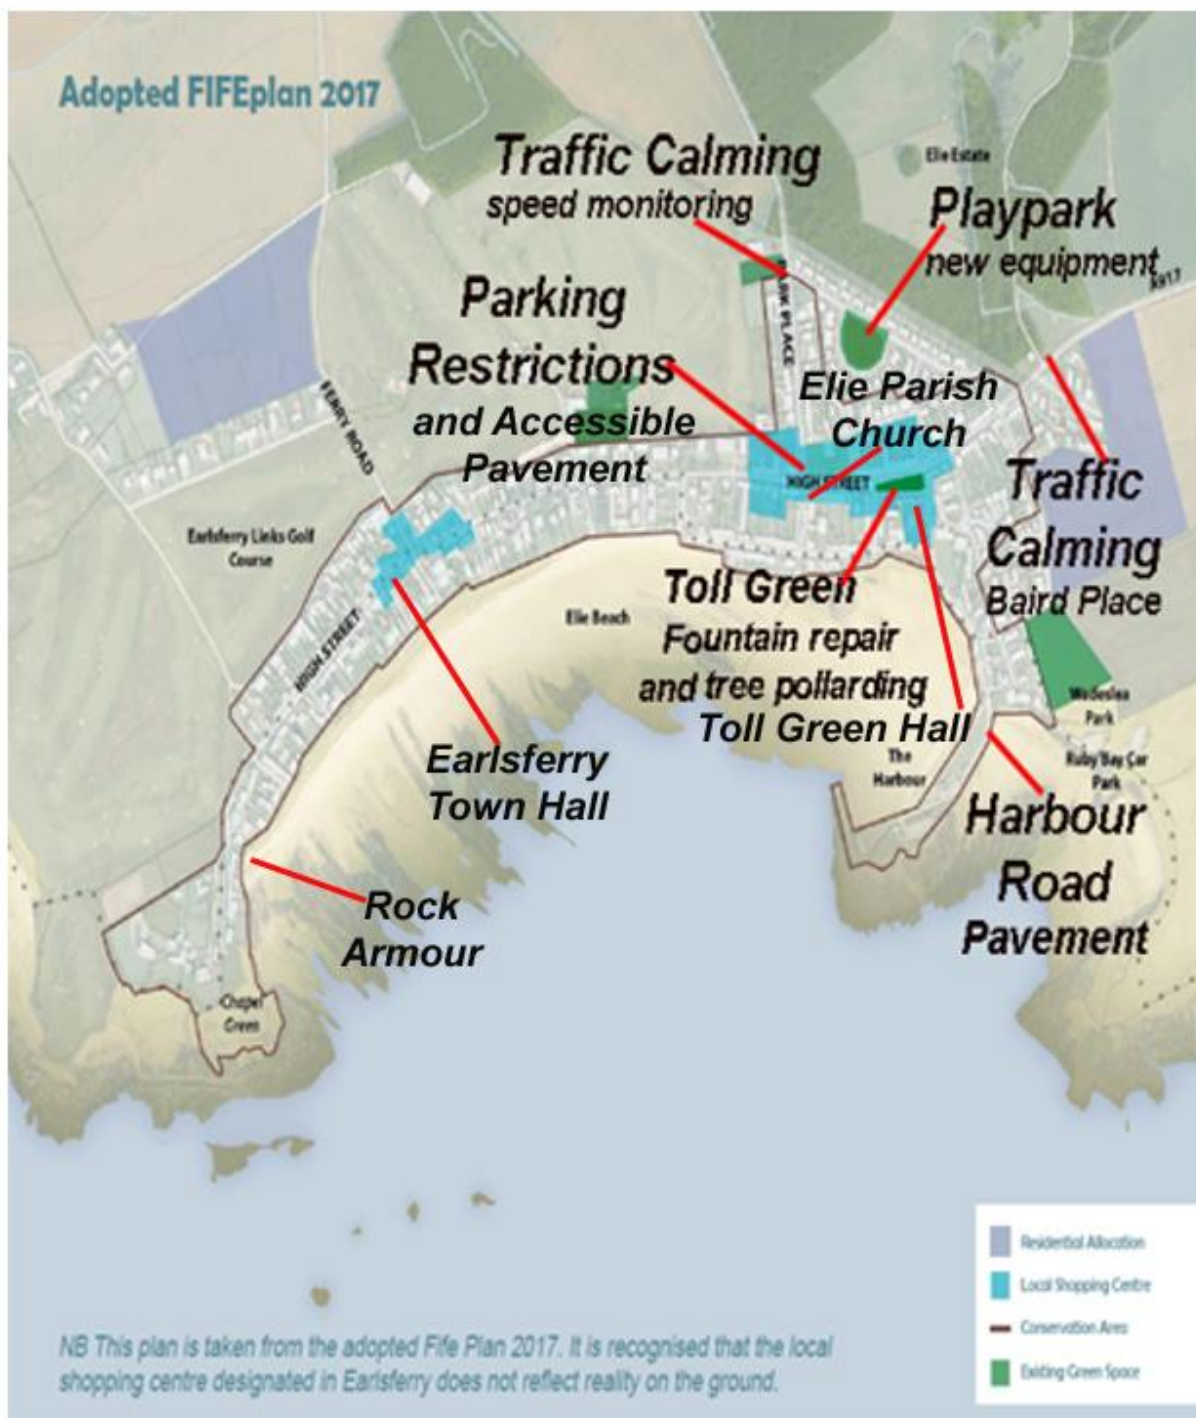 Adopted FIFEplan 2017
Traffic Calming
speed monitoring
Elie Estate
Playpark
new equipment
A917
PARK PLACE
Parking
Restrictions
and Accessible
Pavement
Elie Parish
Church
FERRY ROAD
HIGH STREET
Traffic
Calming
Baird Place
Earlsferry Links Golf
Course
Toll Green
Fountain repair
and tree pollarding
Toll Green Hall
Elie Beach
HIGH STREET
Wadeslea
Park
The
Harbour
Ruby Bay Car
Park
Earlsferry
Town Hall
Harbour
Road
Pavement
Rock
Armour
Chapel
Green
Residential Allocation
Local Shopping Centre
Conservation Area
Existing Green Space
NB This plan is taken from the adopted Fife Plan 2017. It is recognised that the local
shopping centre designated in Earlsferry does not reflect reality on the ground.